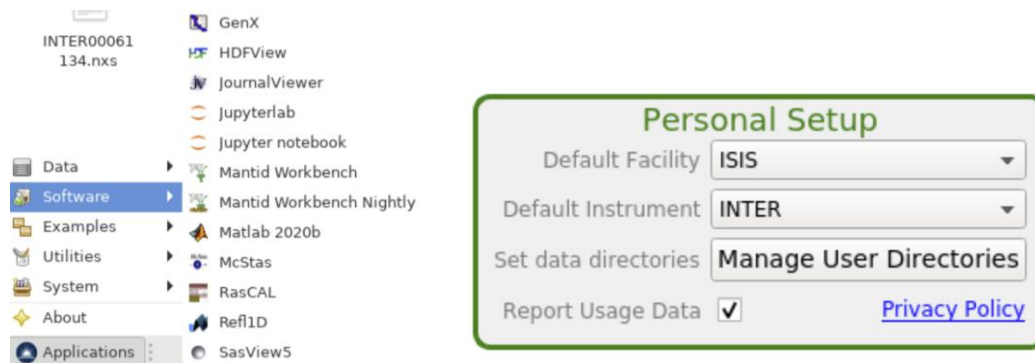 INTER00061
134.nxs
Data
Software
Examples
Utilities
System
About
Applications
GenX
HDFView
JournalViewer
Jupyterlab
Jupyter notebook
Mantid Workbench
Mantid Workbench Nightly
Matlab 2020b
McStas
RasCAL
Refl1D
SasView5
Personal Setup
Default Facility ISIS
Default Instrument INTER
Set data directories Manage User Directories
Report Usage Data Privacy Policy